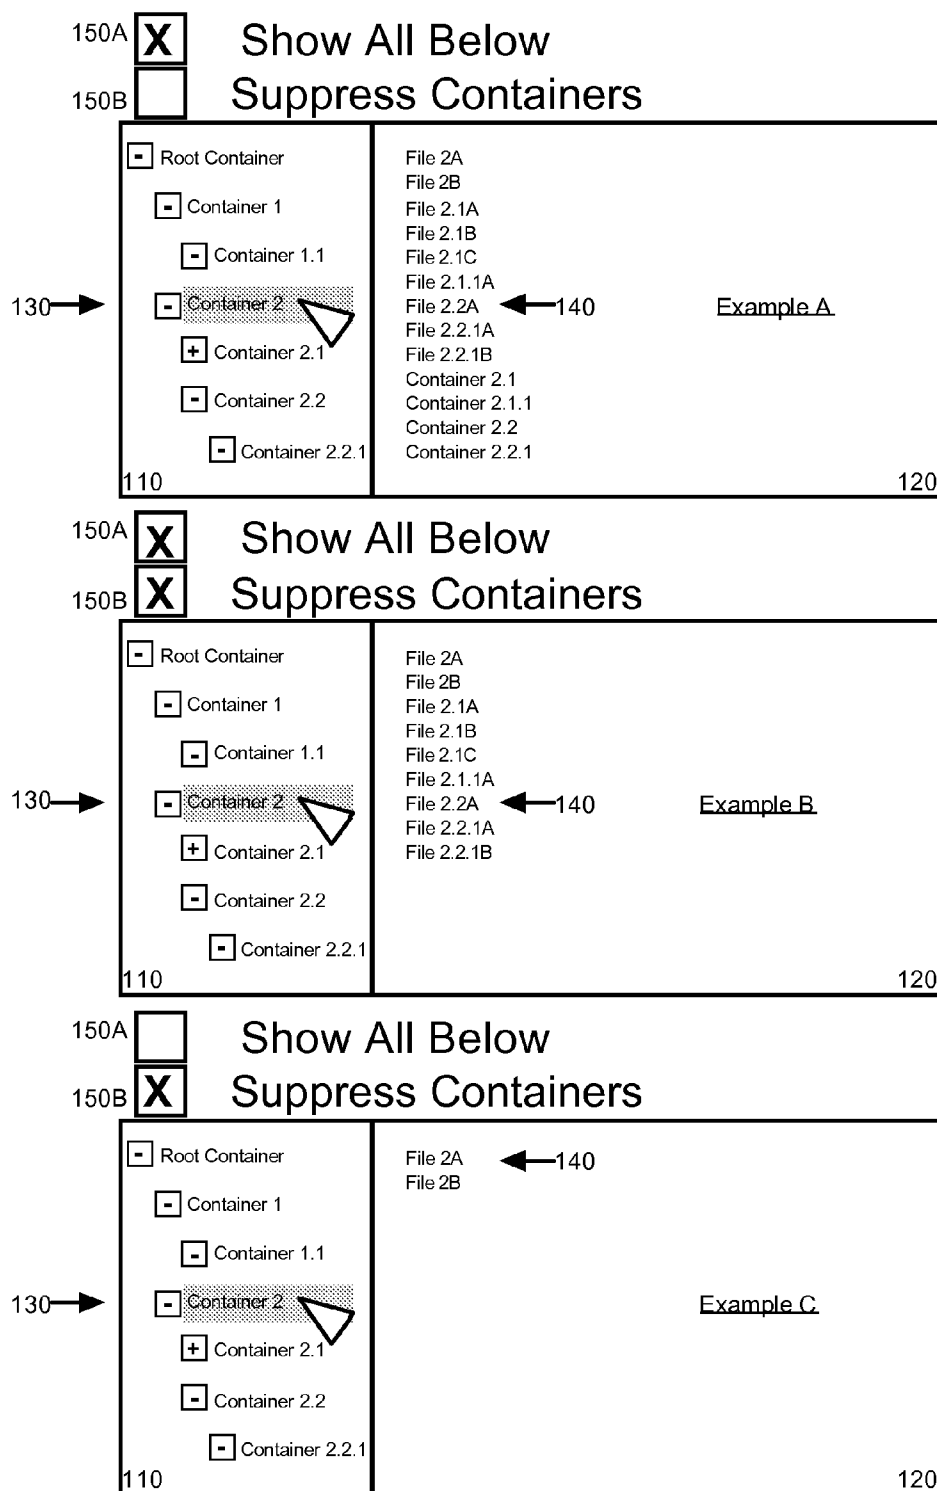 150A X Show All Below
150B Suppress Containers
- Root Container
- Container 1
- Container 1.1
130 - Container 2
+ Container 2.1
- Container 2.2
- Container 2.2.1
110
File 2A
File 2B
File 2.1A
File 2.1B
File 2.1C
File 2.1.1A
File 2.2A 140 Example A
File 2.2.1A
File 2.2.1B
Container 2.1
Container 2.1.1
Container 2.2
Container 2.2.1
120
150A X Show All Below
150B X Suppress Containers
- Root Container
- Container 1
- Container 1.1
130 - Container 2
+ Container 2.1
- Container 2.2
- Container 2.2.1
110
File 2A
File 2B
File 2.1A
File 2.1B
File 2.1C
File 2.1.1A
File 2.2A 140 Example B
File 2.2.1A
File 2.2.1B
120
150A Show All Below
150B X Suppress Containers
- Root Container
- Container 1
- Container 1.1
130 - Container 2
+ Container 2.1
- Container 2.2
- Container 2.2.1
110
File 2A 140
File 2B
Example C
120